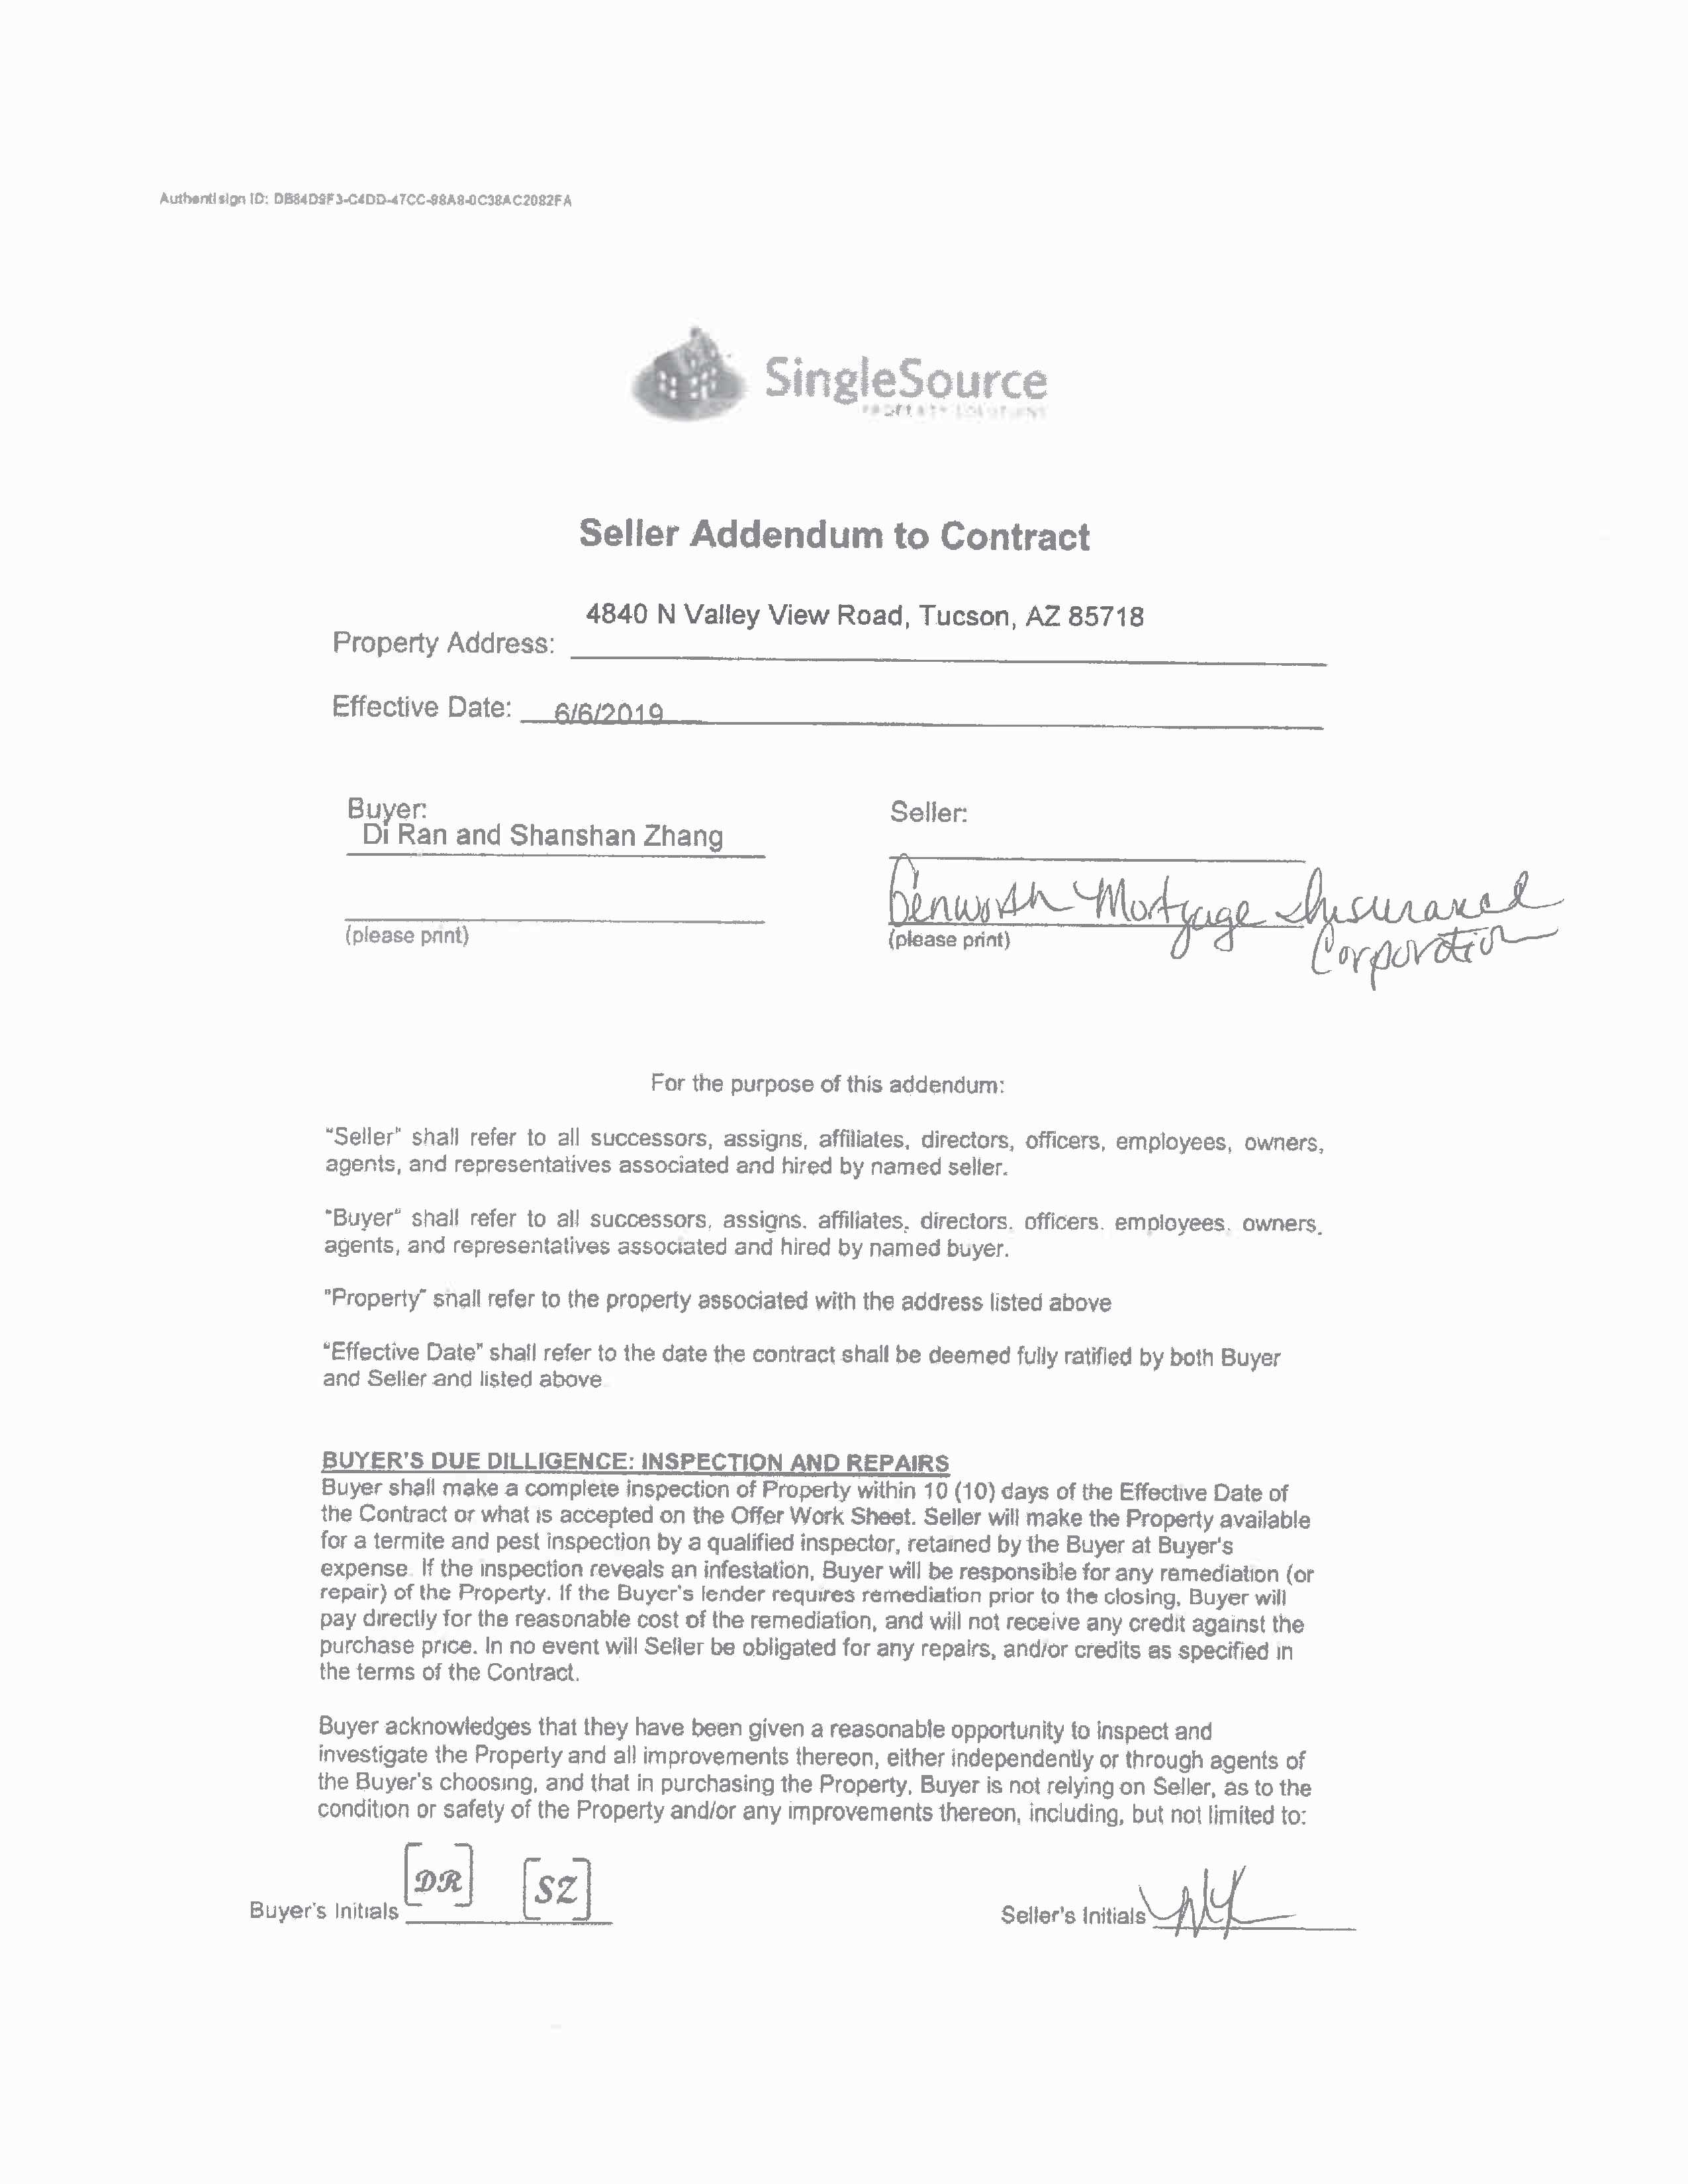 Authentisign ID: DB84D9F3-C4DD-47CC-98A8-0C38AC2082FA
SingleSource
PROPERTY SOLUTIONS
Seller Addendum to Contract
4840 N Valley View Road, Tucson, AZ 85718
Property Address:
Effective Date: 6/6/2019
Buyer:
Di Ran and Shanshan Zhang
(please print)
Seller:
Genworth Mortgage Insurance
Corporation
(please print)
For the purpose of this addendum:
"Seller" shall refer to all successors, assigns, affiliates, directors, officers, employees, owners,
agents, and representatives associated and hired by named seller.
"Buyer" shall refer to all successors, assigns, affiliates, directors, officers, employees, owners,
agents, and representatives associated and hired by named buyer.
"Property" shall refer to the property associated with the address listed above
"Effective Date" shall refer to the date the contract shall be deemed fully ratified by both Buyer
and Seller and listed above
BUYER'S DUE DILLIGENCE: INSPECTION AND REPAIRS
Buyer shall make a complete inspection of Property within 10 (10) days of the Effective Date of
the Contract or what is accepted on the Offer Work Sheet. Seller will make the Property available
for a termite and pest inspection by a qualified inspector, retained by the Buyer at Buyer's
expense. If the inspection reveals an infestation, Buyer will be responsible for any remediation (or
repair) of the Property. If the Buyer's lender requires remediation prior to the closing, Buyer will
pay directly for the reasonable cost of the remediation, and will not receive any credit against the
purchase price. In no event will Seller be obligated for any repairs, and/or credits as specified in
the terms of the Contract.
Buyer acknowledges that they have been given a reasonable opportunity to inspect and
investigate the Property and all improvements thereon, either independently or through agents of
the Buyer's choosing, and that in purchasing the Property, Buyer is not relying on Seller, as to the
condition or safety of the Property and/or any improvements thereon, including, but not limited to:
Buyer's Initials DR SZ
Seller's Initials